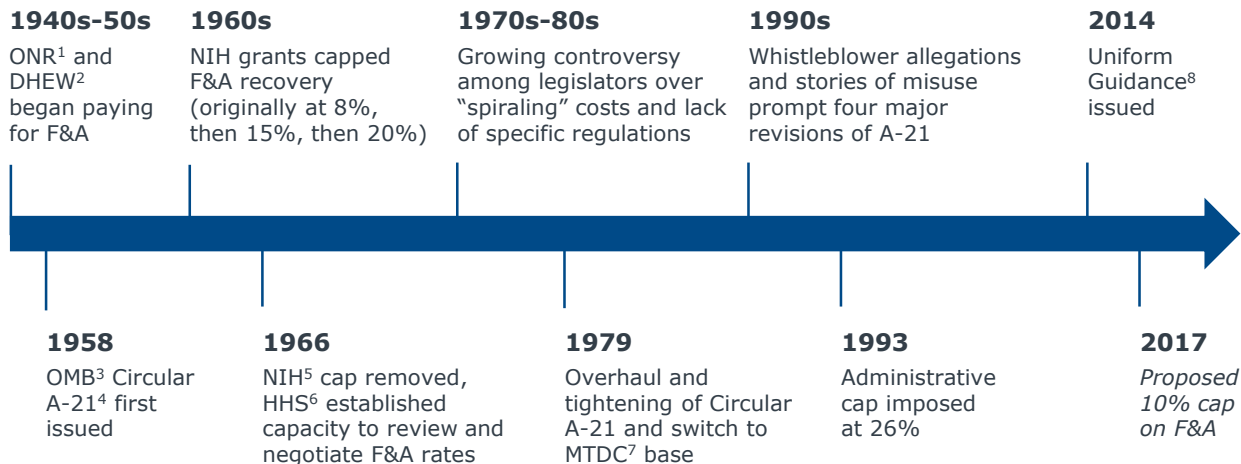 1940s-50s
ONR¹ and
DHEW²
began paying
for F&A
1960s
NIH grants capped
F&A recovery
(originally at 8%,
then 15%, then 20%)
1970s-80s
Growing controversy
among legislators over
“spiraling” costs and lack
of specific regulations
1990s
Whistleblower allegations
and stories of misuse
prompt four major
revisions of A-21
2014
Uniform
Guidance⁸
issued
1958
OMB³ Circular
A-21⁴ first
issued
1966
NIH⁵ cap removed,
HHS⁶ established
capacity to review and
negotiate F&A rates
1979
Overhaul and
tightening of Circular
A-21 and switch to
MTDC⁷ base
1993
Administrative
cap imposed
at 26%
2017
Proposed
10% cap
on F&A